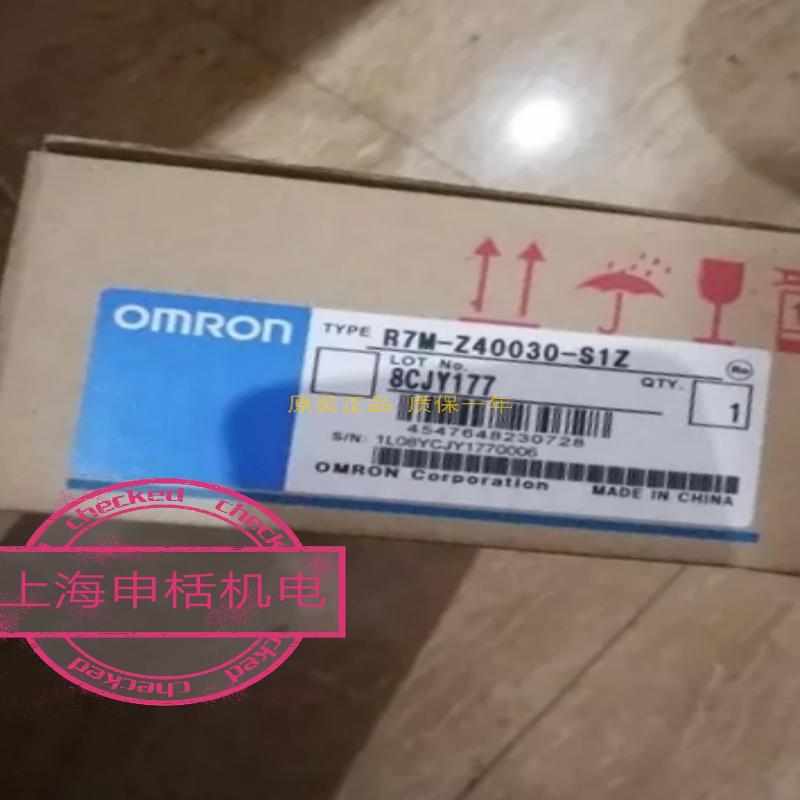 OMRON
TYPE R7M-Z40030-S1Z
LOT No. 8CJY177
QTY. 1
原装正品 质保一年
4547648230728
S/N: 1L08YCJY1770006
OMRON Corporation
MADE IN CHINA
checked check
上海申栝机电
checked checked